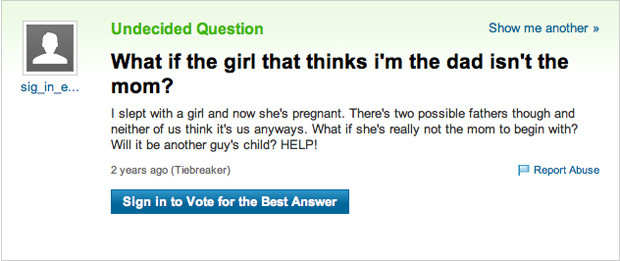 Undecided Question
Show me another »
What if the girl that thinks i'm the dad isn't the
mom?
sig_in_e...
I slept with a girl and now she's pregnant. There's two possible fathers though and
neither of us think it's us anyways. What if she's really not the mom to begin with?
Will it be another guy's child? HELP!
2 years ago (Tiebreaker)
Report Abuse
Sign in to Vote for the Best Answer